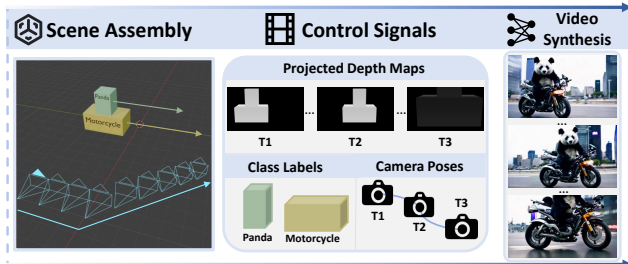 Scene Assembly
Control Signals
Video
Synthesis
Panda
Motorcycle
Projected Depth Maps
... ...
T1 T2 T3
Class Labels
Camera Poses
Panda Motorcycle
T1 T2 T3
...
...